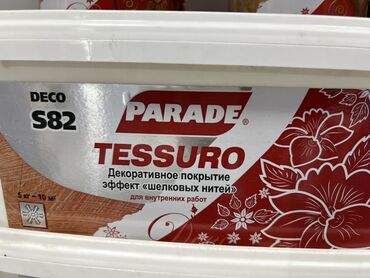 DECO
S82
PARADE®
TESSURO
Декоративное покрытие
эффект «шелковых нитей»
для внутренних работ
5 кг – 10 м²